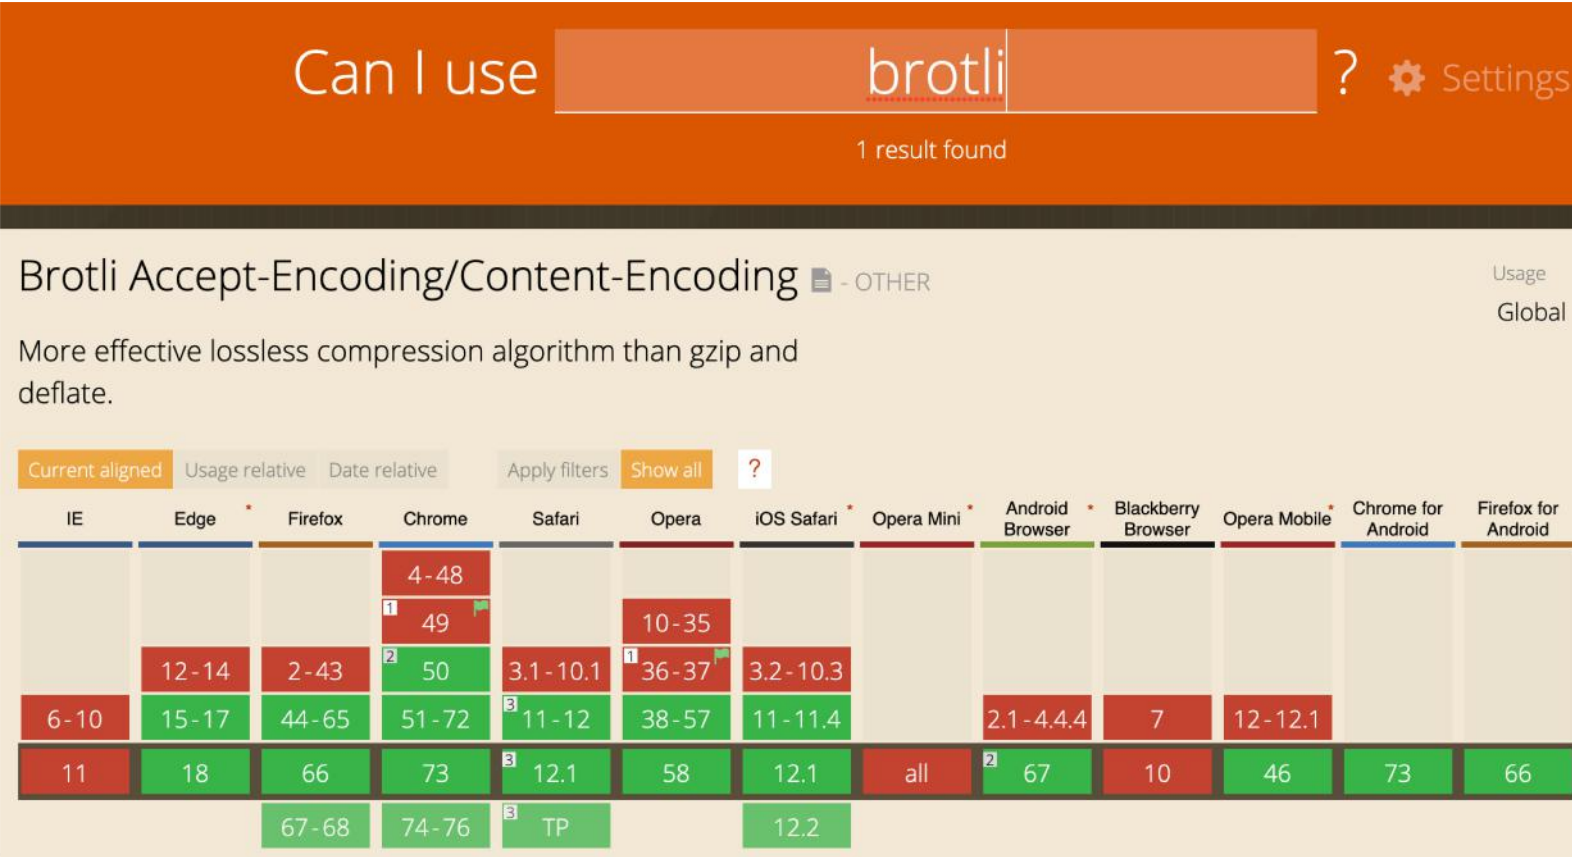 Can I use brotli ? Settings
1 result found
Brotli Accept-Encoding/Content-Encoding - OTHER
Usage
Global
More effective lossless compression algorithm than gzip and
deflate.
Current aligned Usage relative Date relative Apply filters Show all ?
IE Edge * Firefox Chrome Safari Opera iOS Safari * Opera Mini * Android Browser * Blackberry Browser Opera Mobile * Chrome for Android Firefox for Android
4-48
1 49 10-35
12-14 2-43 2 50 3.1-10.1 1 36-37 3.2-10.3
6-10 15-17 44-65 51-72 3 11-12 38-57 11-11.4 2.1-4.4.4 7 12-12.1
11 18 66 73 3 12.1 58 12.1 all 2 67 10 46 73 66
67-68 74-76 3 TP 12.2